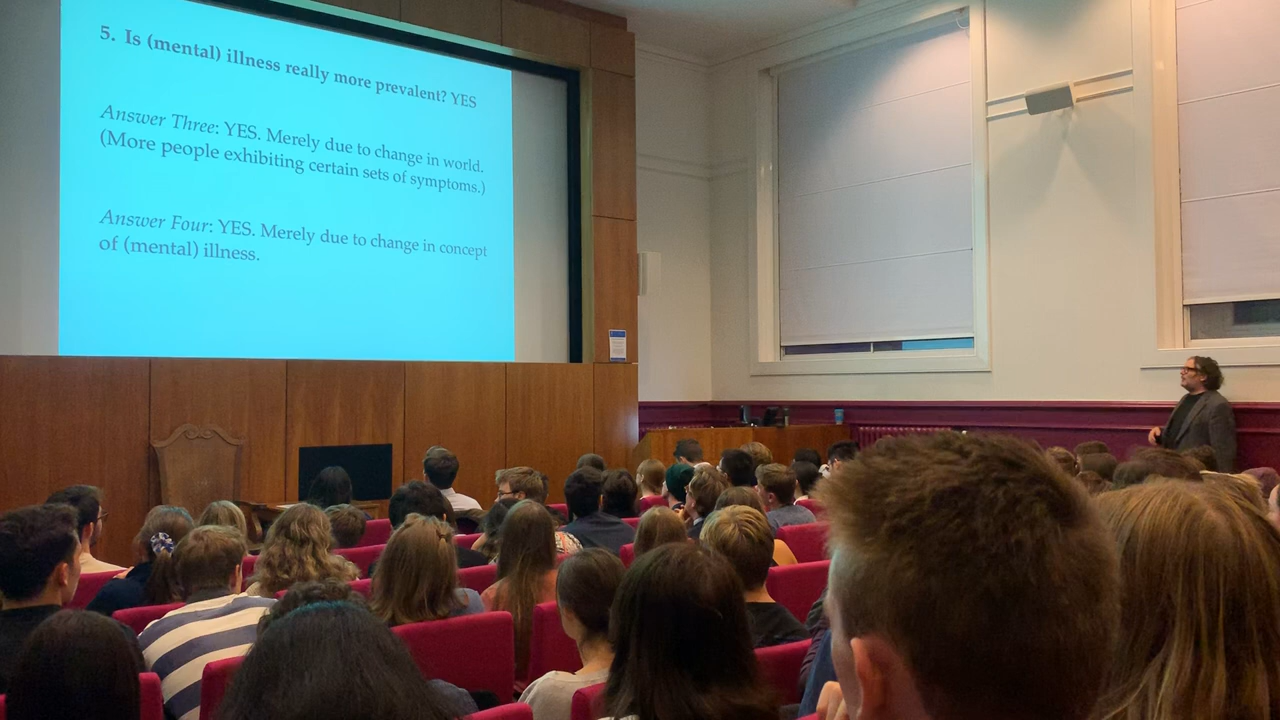 5. Is (mental) illness really more prevalent? YES
Answer Three: YES. Merely due to change in world.
(More people exhibiting certain sets of symptoms.)
Answer Four: YES. Merely due to change in concept
of (mental) illness.